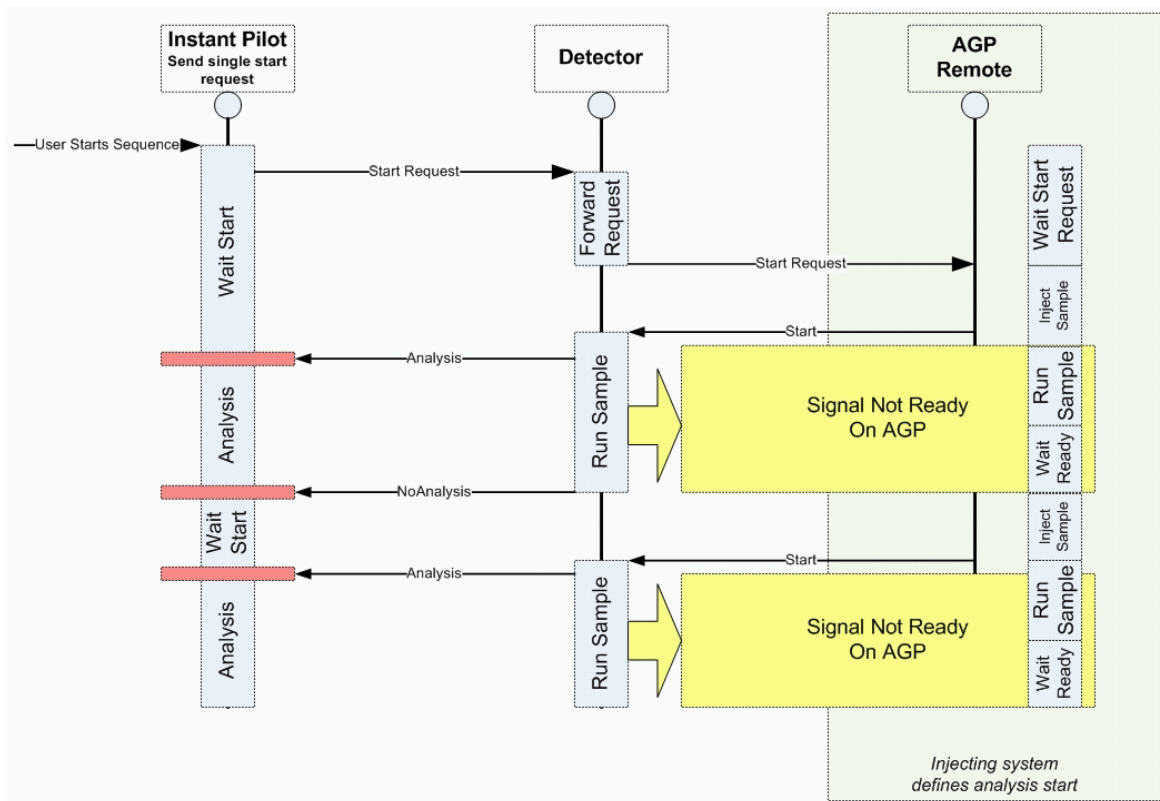 Instant Pilot
Send single start
request
Detector
AGP
Remote
User Starts Sequence
Start Request
Wait Start
Forward
Request
Wait Start
Request
Start Request
Inject
Sample
Start
Analysis
Run Sample
Signal Not Ready
On AGP
Run
Sample
Analysis
Wait
Ready
NoAnalysis
Wait
Start
Inject
Sample
Start
Analysis
Run Sample
Signal Not Ready
On AGP
Run
Sample
Analysis
Wait
Ready
Injecting system
defines analysis start